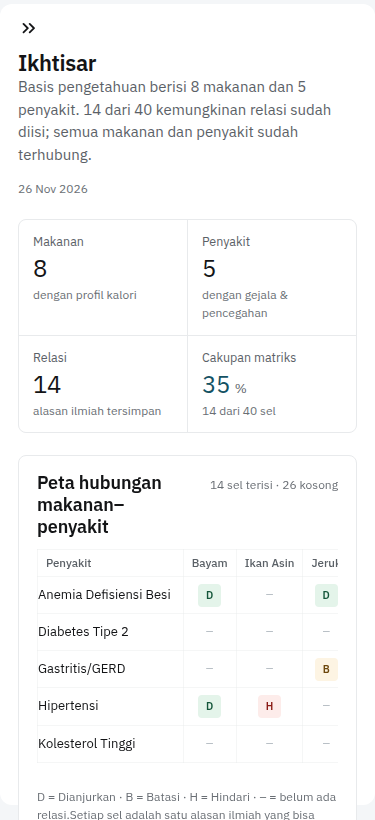 Ikhtisar
Basis pengetahuan berisi 8 makanan dan 5
penyakit. 14 dari 40 kemungkinan relasi sudah
diisi; semua makanan dan penyakit sudah
terhubung.
26 Nov 2026
Makanan
8
dengan profil kalori
Penyakit
5
dengan gejala &
pencegahan
Relasi
14
alasan ilmiah tersimpan
Cakupan matriks
35 %
14 dari 40 sel
Peta hubungan
makanan–
penyakit
14 sel terisi · 26 kosong
Penyakit Bayam Ikan Asin Jeruk
Anemia Defisiensi Besi D – D
Diabetes Tipe 2 – – –
Gastritis/GERD – – B
Hipertensi D H –
Kolesterol Tinggi – – –
D = Dianjurkan · B = Batasi · H = Hindari · – = belum ada
relasi.Setiap sel adalah satu alasan ilmiah yang bisa